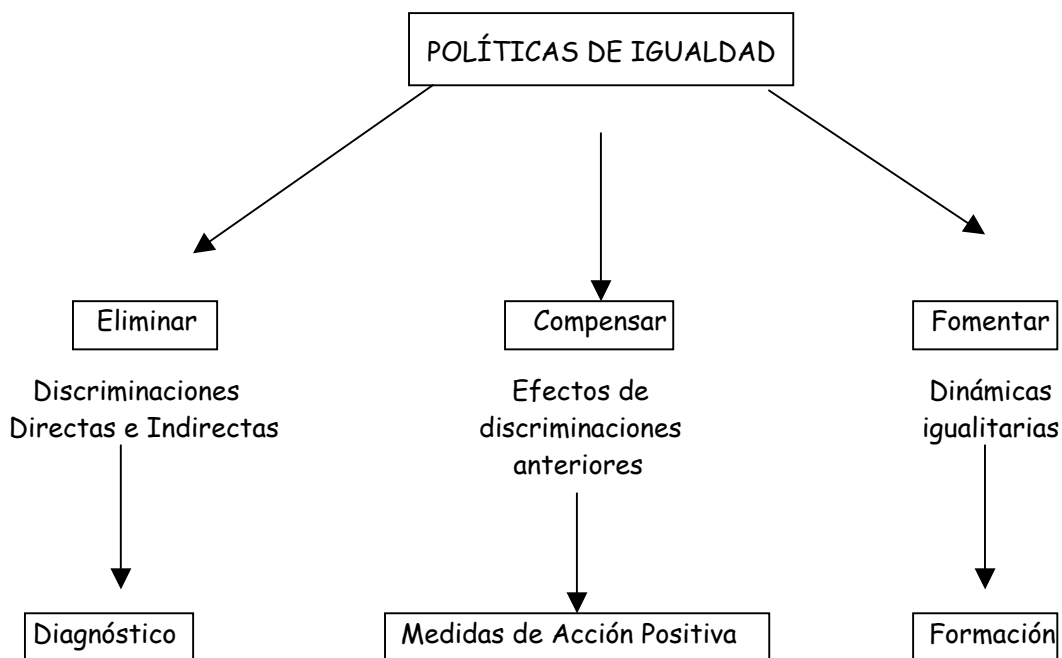 POLÍTICAS DE IGUALDAD
Eliminar
Compensar
Fomentar
Discriminaciones
Directas e Indirectas
Efectos de
discriminaciones
anteriores
Dinámicas
igualitarias
Diagnóstico
Medidas de Acción Positiva
Formación